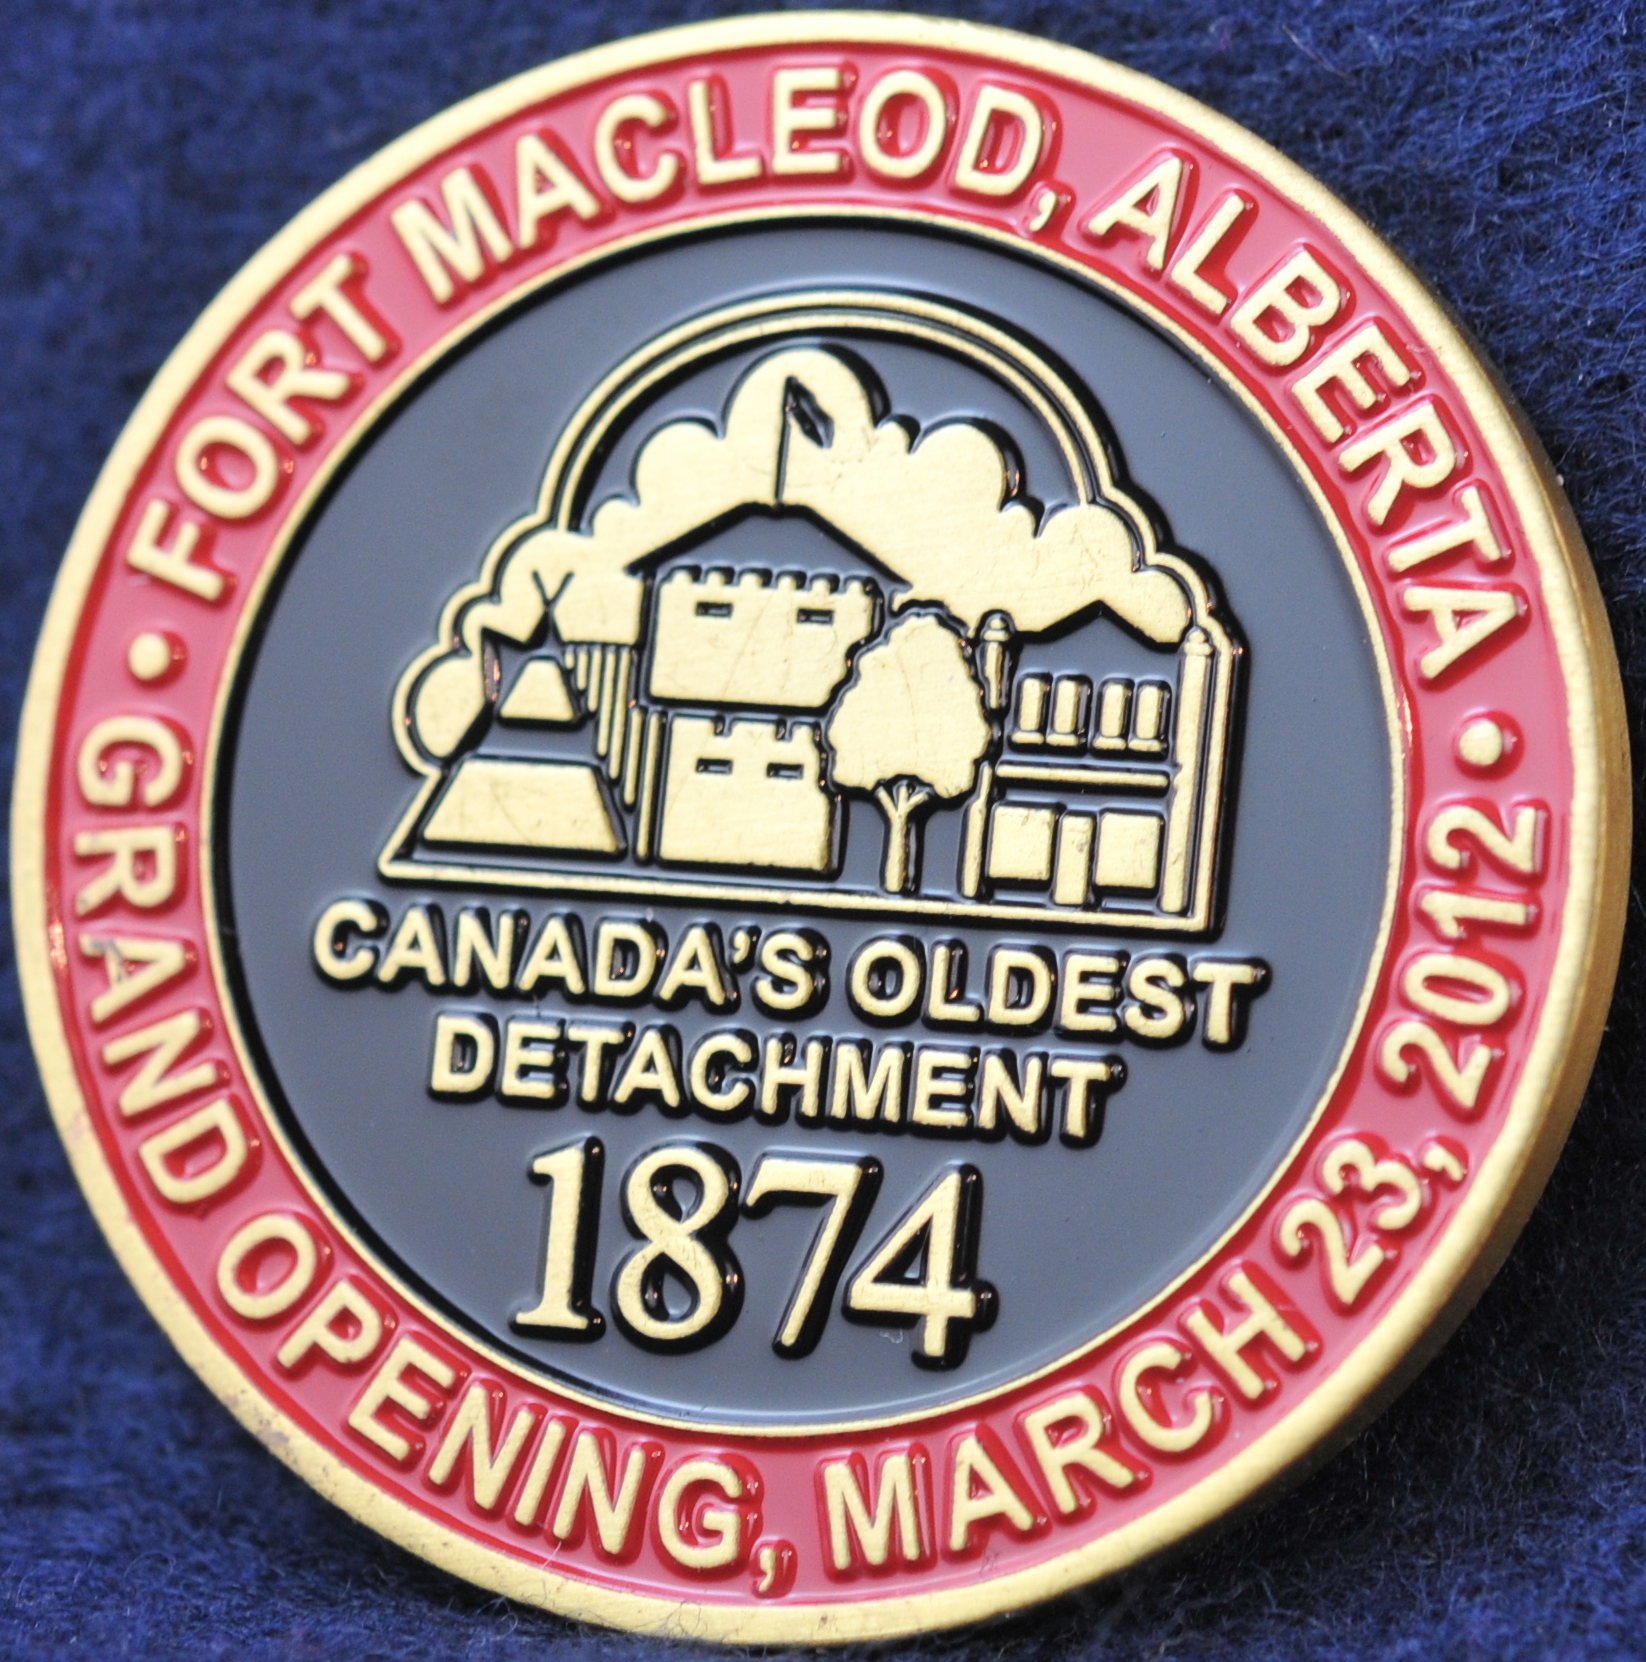 • FORT MACLEOD, ALBERTA •
GRAND OPENING, MARCH 23, 2012
CANADA'S OLDEST
DETACHMENT
1874